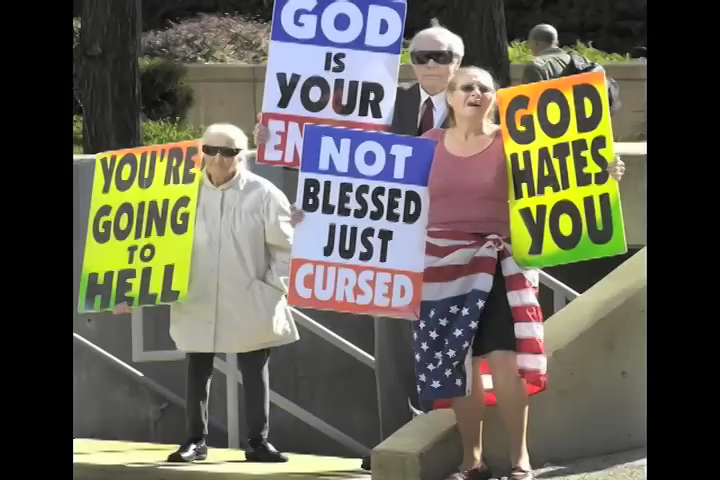 YOU'RE
GOING
TO
HELL
GOD
IS
YOUR
NOT
BLESSED
JUST
CURSED
GOD
HATES
YOU